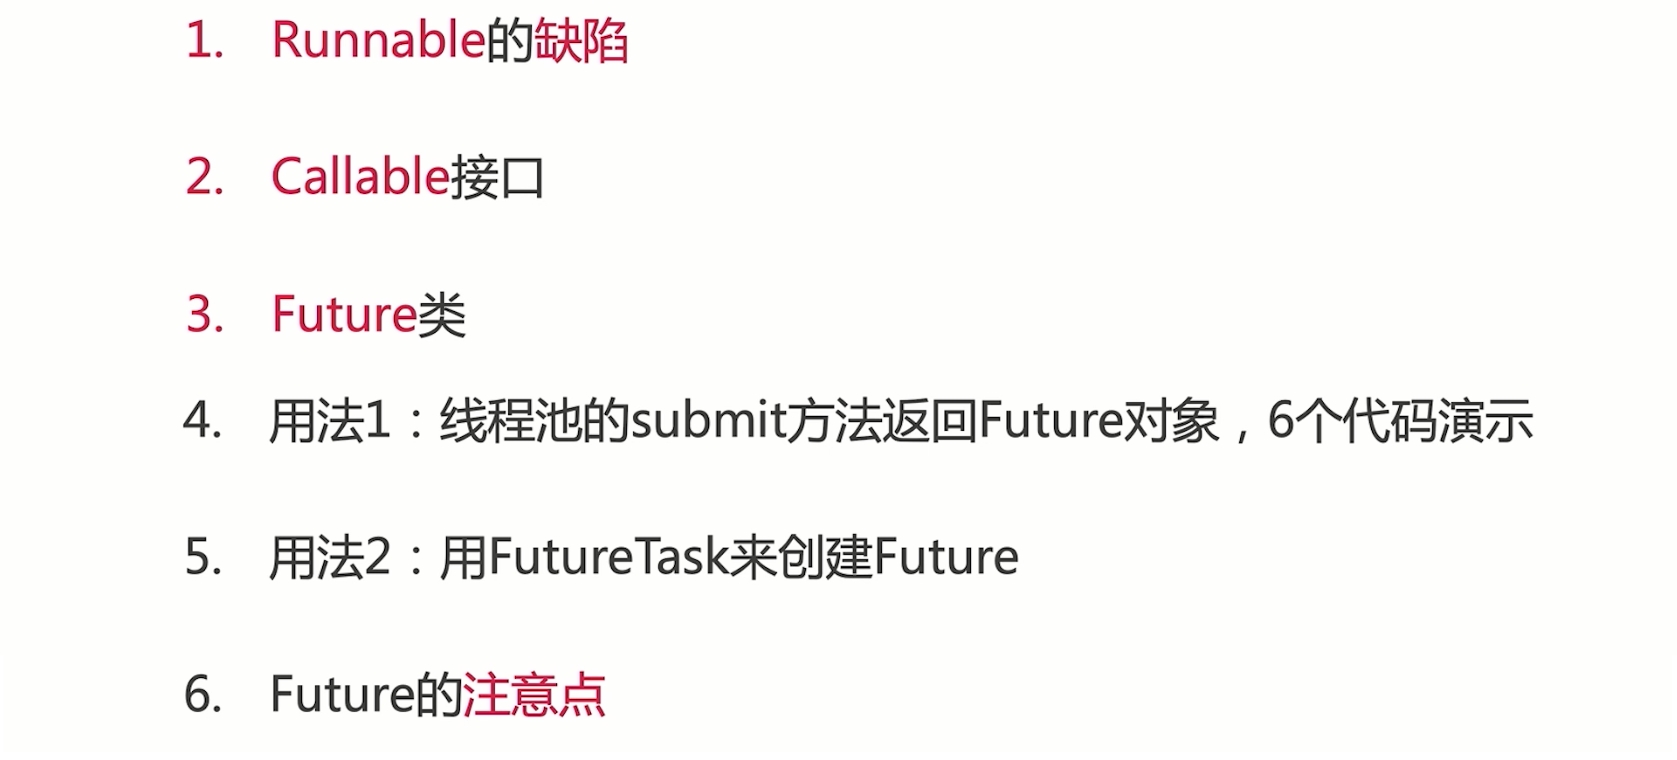 1. Runnable的缺陷
2. Callable接口
3. Future类
4. 用法1：线程池的submit方法返回Future对象，6个代码演示
5. 用法2：用FutureTask来创建Future
6. Future的注意点